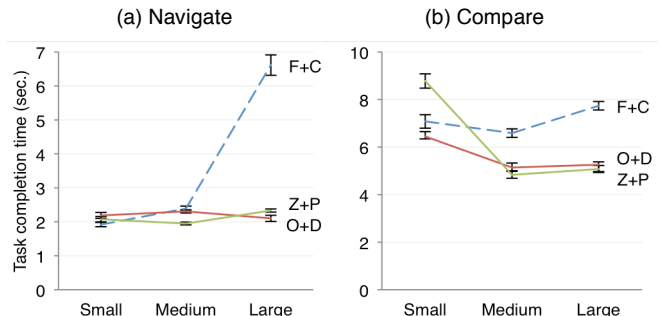 (a) Navigate
Task completion time (sec.)
7
6
5
4
3
2
1
0
F+C
Z+P
O+D
Small Medium Large
(b) Compare
10
8
6
4
2
0
F+C
O+D
Z+P
Small Medium Large